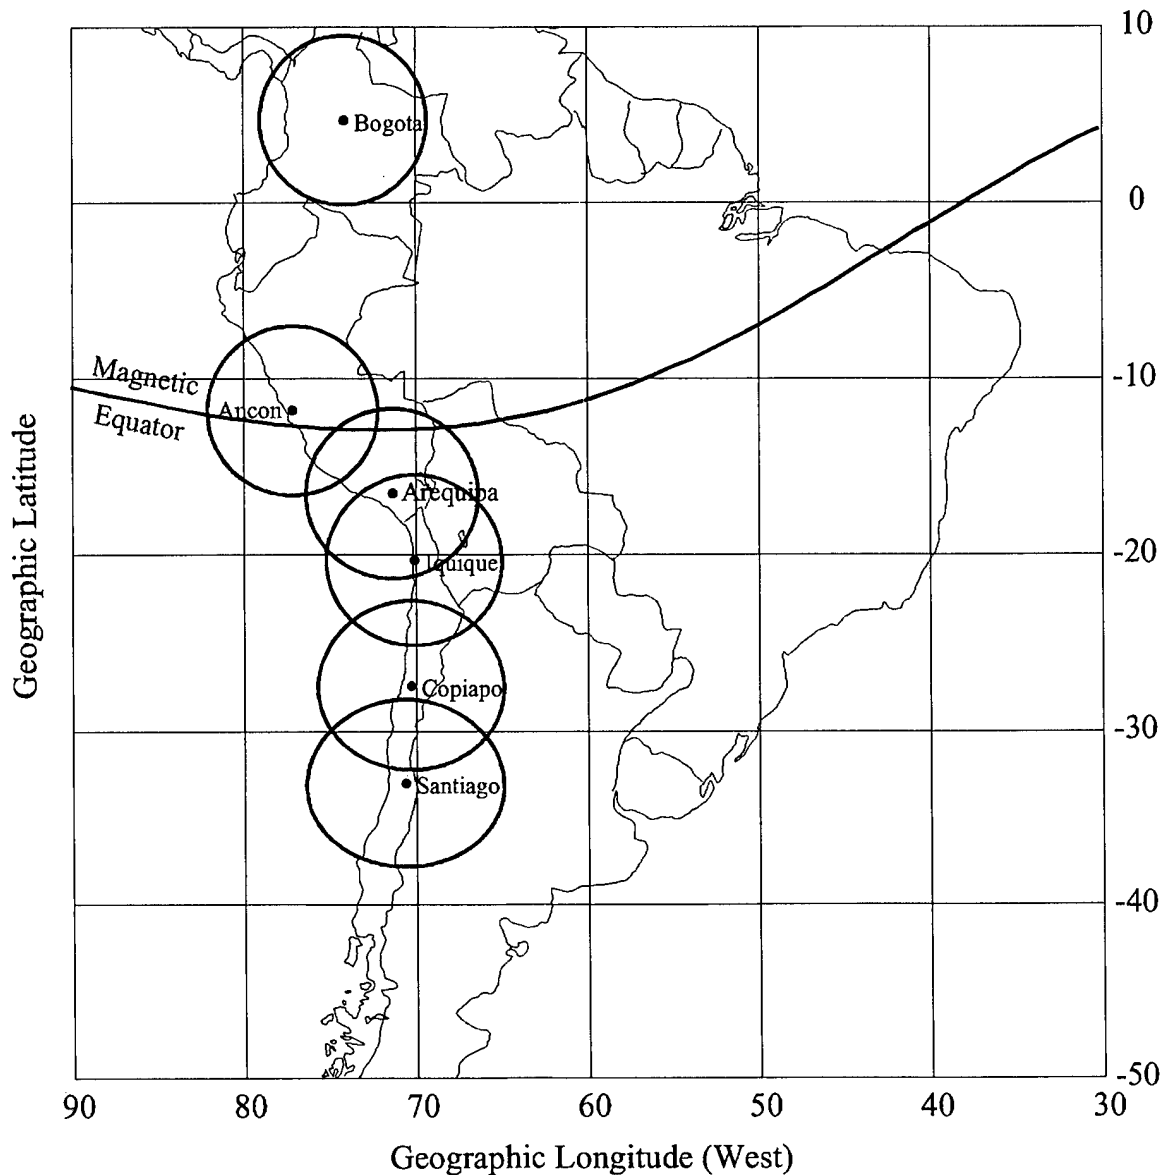 10
Bogota
0
Magnetic
Equator
Ancon
-10
Arequipa
Iquique
-20
Copiapo
-30
Santiago
-40
-50
90 80 70 60 50 40 30
Geographic Longitude (West)
Geographic Latitude